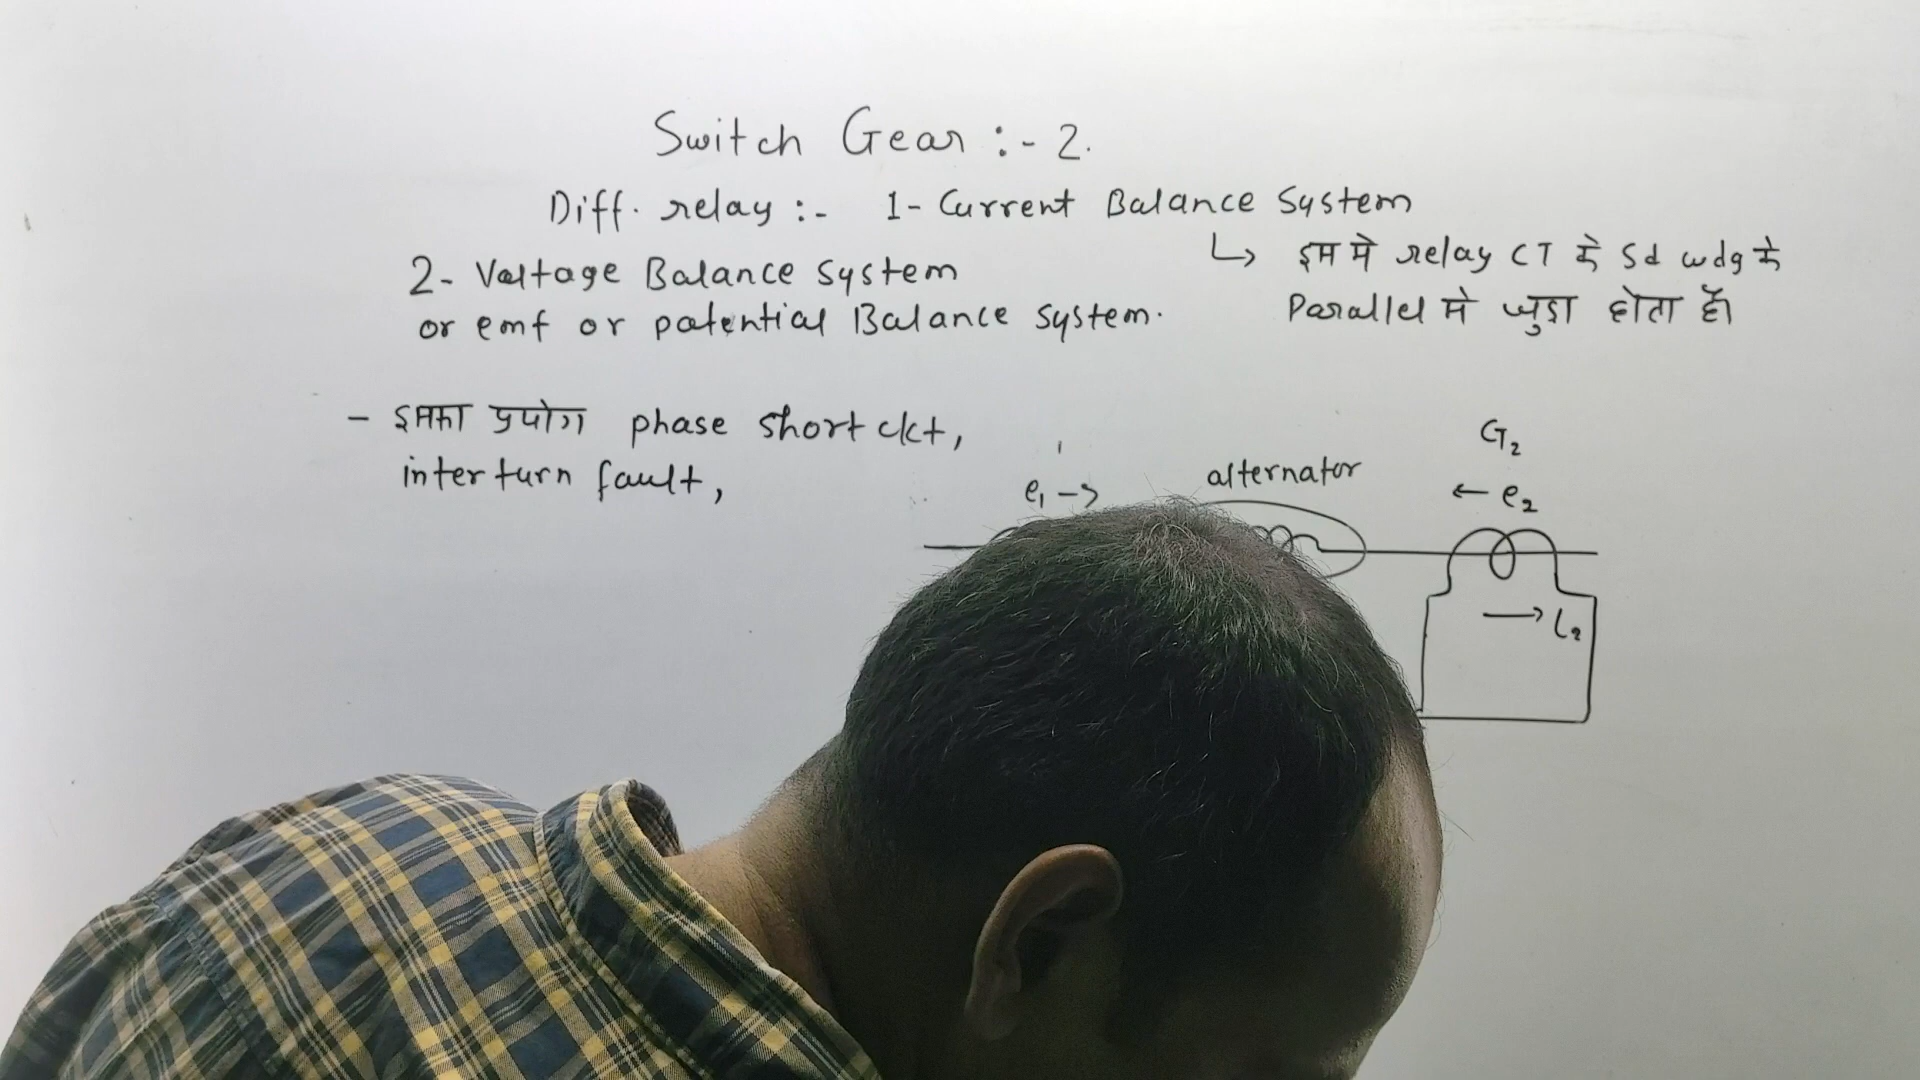 Switch Gear :- 2.
Diff. relay :- 1- Current Balance System
↳ इस मे relay CT के Sd wdg के
Parallel मे जुड़ा होता है।
2- Voltage Balance System
or emf or potential Balance system.
- इसका प्रयोग phase short ckt,
inter turn fault,
G₂
alternator
e₁ →
← e₂
→ i₂